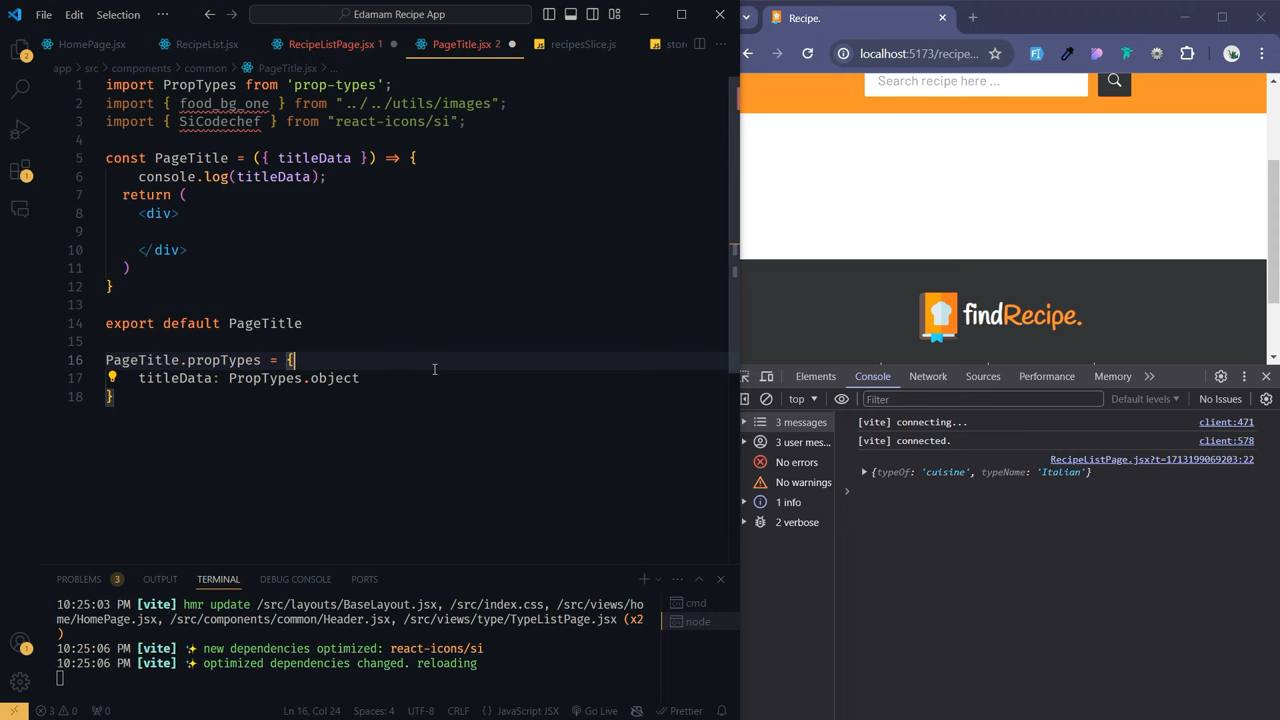 File Edit Selection
Edamam Recipe App
HomePage.jsx
RecipeList.jsx
RecipeListPage.jsx 1
PageTitle.jsx 2
recipesSlice.js
stor
app > src > components > common > PageTitle.jsx > ...
1 import PropTypes from 'prop-types';
2 import { food_bg_one } from "../../utils/images";
3 import { SiCodechef } from "react-icons/si";
4
5 const PageTitle = ({ titleData }) => {
6 console.log(titleData);
7 return (
8 <div>
9
10 </div>
11 )
12 }
13
14 export default PageTitle
15
16 PageTitle.propTypes = {
17 titleData: PropTypes.object
18 }
PROBLEMS 3 OUTPUT TERMINAL DEBUG CONSOLE PORTS
10:25:03 PM [vite] hmr update /src/layouts/BaseLayout.jsx, /src/index.css, /src/views/ho
me/HomePage.jsx, /src/components/common/Header.jsx, /src/views/type/TypeListPage.jsx (x2
)
10:25:06 PM [vite] ✨ new dependencies optimized: react-icons/si
10:25:06 PM [vite] ✨ optimized dependencies changed. reloading
cmd
node
3 0 0 Ln 16, Col 24 Spaces: 4 UTF-8 CRLF {} JavaScript JSX Go Live Prettier
2
1
1
Recipe.
localhost:5173/recipe...
Search recipe here ...
findRecipe.
Elements Console Network Sources Performance Memory
top Filter Default levels No Issues
3 messages
3 user mes...
No errors
No warnings
1 info
2 verbose
[vite] connecting... client:471
[vite] connected. client:578
RecipeListPage.jsx?t=1713199069203:22
{typeOf: 'cuisine', typeName: 'Italian'}